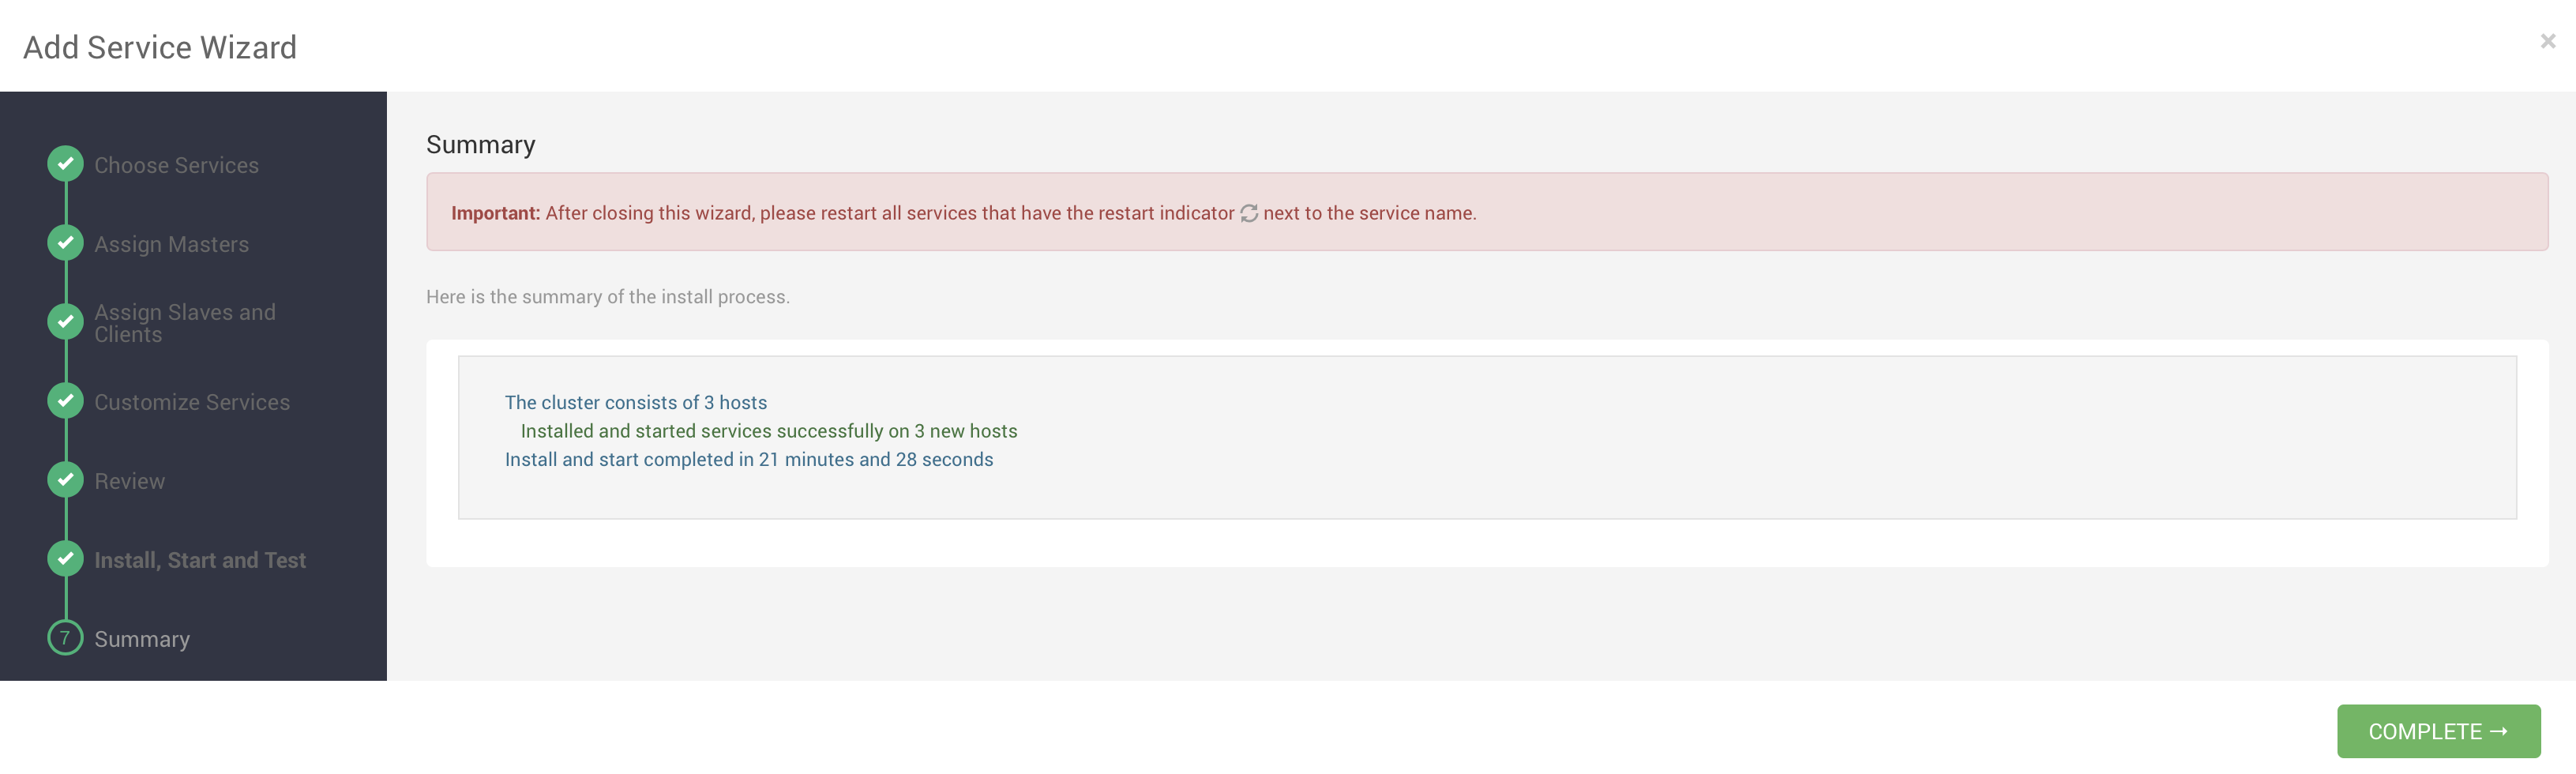 Add Service Wizard
×
Choose Services
Assign Masters
Assign Slaves and
Clients
Customize Services
Review
Install, Start and Test
7 Summary
Summary
Important: After closing this wizard, please restart all services that have the restart indicator next to the service name.
Here is the summary of the install process.
The cluster consists of 3 hosts
Installed and started services successfully on 3 new hosts
Install and start completed in 21 minutes and 28 seconds
COMPLETE →